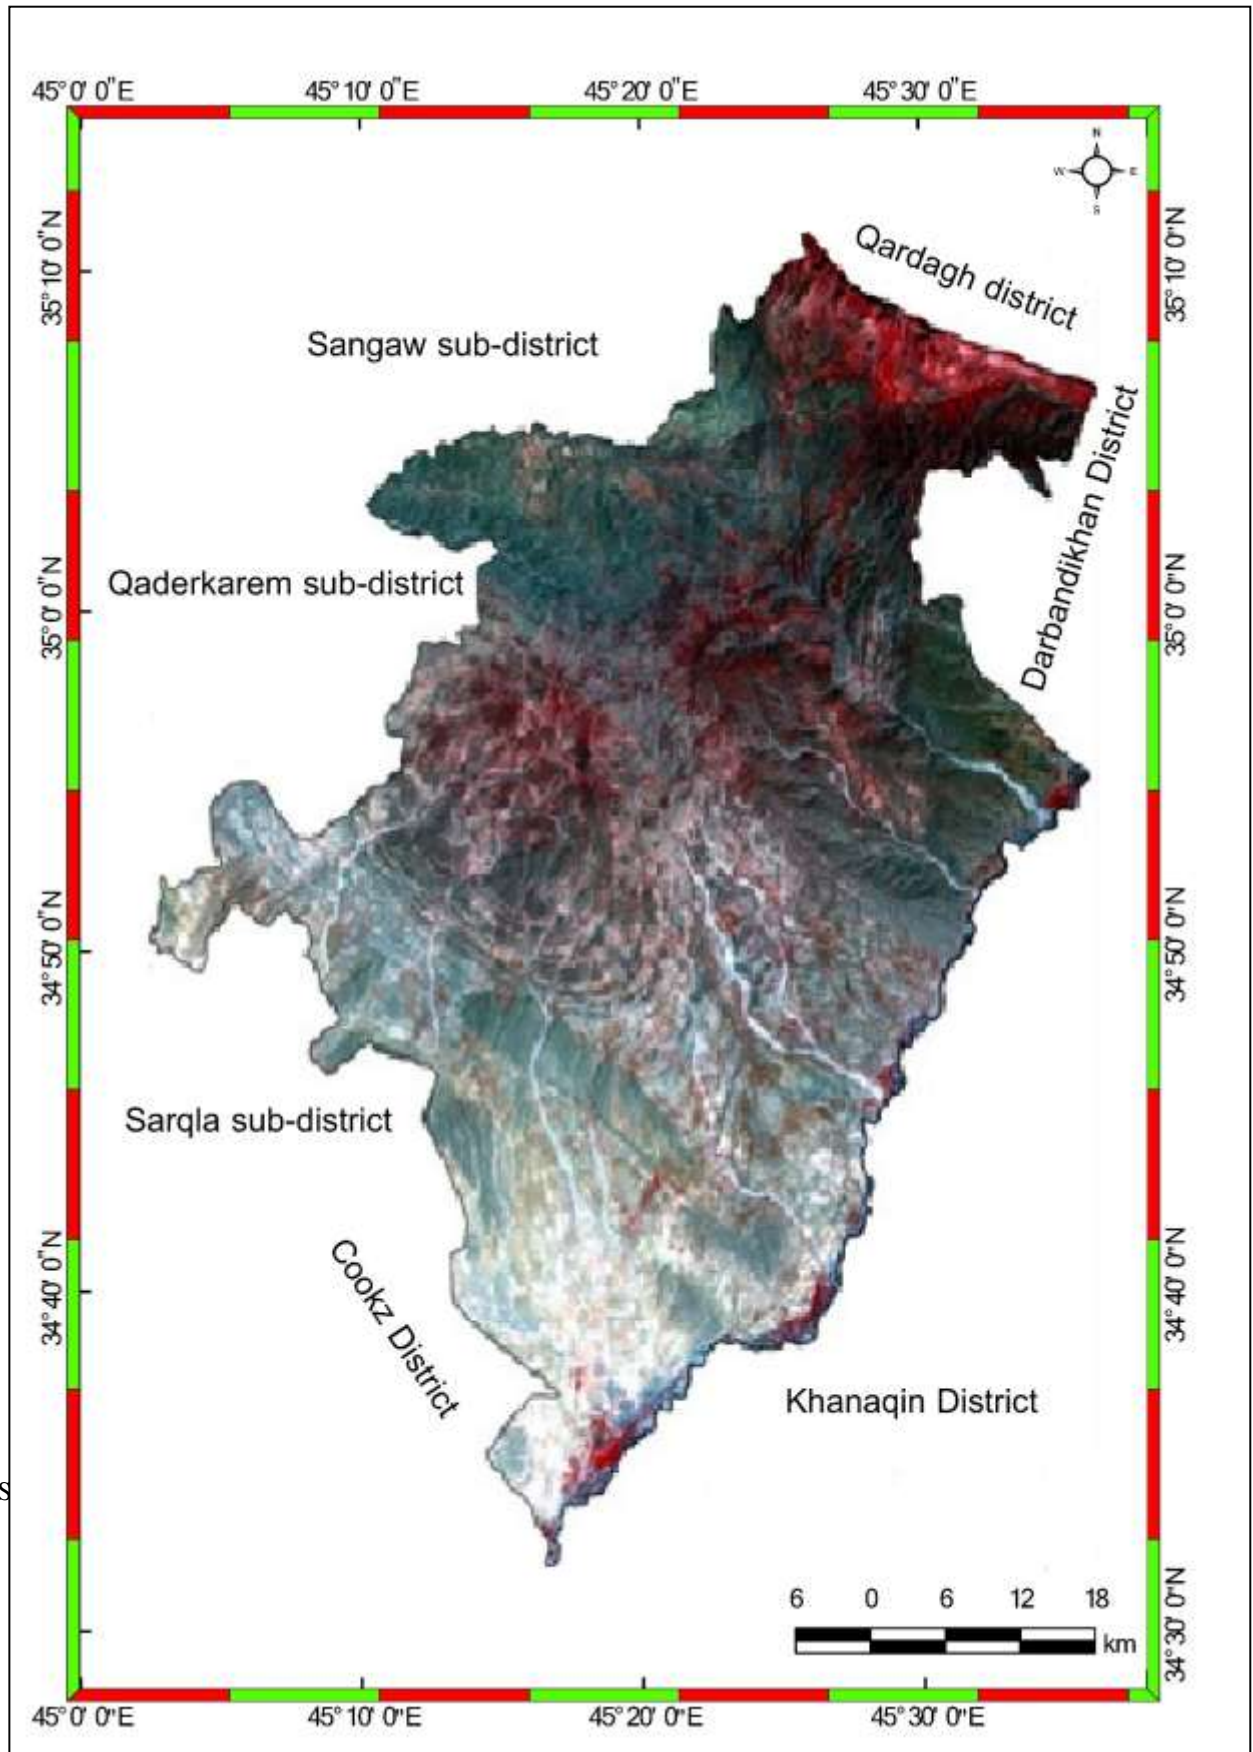 45° 0' 0"E 45° 10' 0"E 45° 20' 0"E 45° 30' 0"E
N
W E
S
35° 10' 0"N
35° 10' 0"N
Qardagh district
Sangaw sub-district
Darbandikhan District
Qaderkarem sub-district
35° 0' 0"N
35° 0' 0"N
34° 50' 0"N
34° 50' 0"N
Sarqla sub-district
Cookz District
34° 40' 0"N
34° 40' 0"N
Khanaqin District
s
6 0 6 12 18
km
34° 30' 0"N
45° 0' 0"E 45° 10' 0"E 45° 20' 0"E 45° 30' 0"E